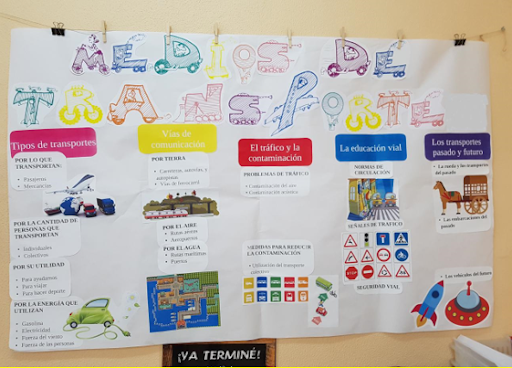 MEDIOS DE
TRANSPORTE
Tipos de transportes
POR LO QUE
TRANSPORTAN:
• Pasajeros
• Mercancías
POR LA CANTIDAD DE
PERSONAS QUE
TRANSPORTAN
• Individuales
• Colectivos
POR SU UTILIDAD
• Para
• Para viajar
• Para hacer deporte
POR LA ENERGÍA QUE
UTILIZAN
• Gasolina
• Electricidad
• Fuerza del viento
• Fuerza de las personas
Vías de
comunicación
POR TIERRA
• Carreteras, autovías, y
autopistas
• Vías de ferrocarril
POR EL AIRE
• Rutas aéreas
• Aeropuertos
POR EL AGUA
• Rutas marítimas
• Puertos
El tráfico y la
contaminación
PROBLEMAS DE TRÁFICO
• Contaminación del aire
• Contaminación acústica
MEDIDAS PARA REDUCIR
LA CONTAMINACIÓN
• Utilización del transporte
colectivo
La educación vial
NORMAS DE
CIRCULACIÓN
SEÑALES DE TRÁFICO
STOP
SEGURIDAD VIAL
Los transportes
pasado y futuro
• La rueda y los transportes
del pasado
• Las embarcaciones del
pasado
• Los vehículos del futuro
¡YA TERMINÉ!